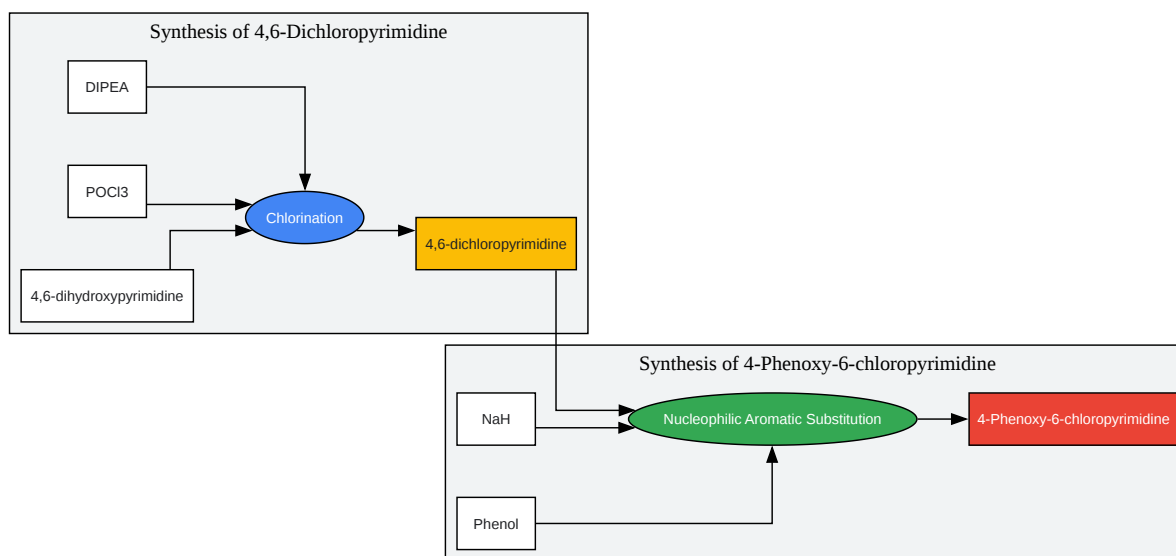 Synthesis of 4,6-Dichloropyrimidine
DIPEA
POCl3
Chlorination
4,6-dichloropyrimidine
4,6-dihydroxypyrimidine
Synthesis of 4-Phenoxy-6-chloropyrimidine
NaH
Nucleophilic Aromatic Substitution
4-Phenoxy-6-chloropyrimidine
Phenol